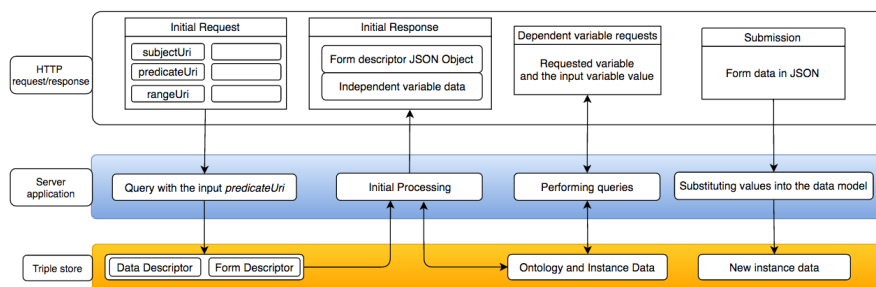 Initial Request
Initial Response
Dependent variable requests
Submission
HTTP
request/response
subjectUri
predicateUri
rangeUri
Form descriptor JSON Object
Independent variable data
Requested variable
and the input variable value
Form data in JSON
Server
application
Query with the input predicateUri
Initial Processing
Performing queries
Substituting values into the data model
Triple store
Data Descriptor
Form Descriptor
Ontology and Instance Data
New instance data